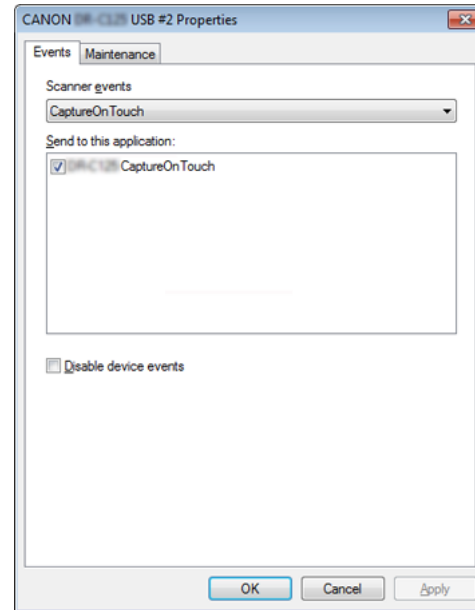 CANON USB #2 Properties
Events Maintenance
Scanner events
CaptureOnTouch
Send to this application:
CaptureOnTouch
Disable device events
OK Cancel Apply